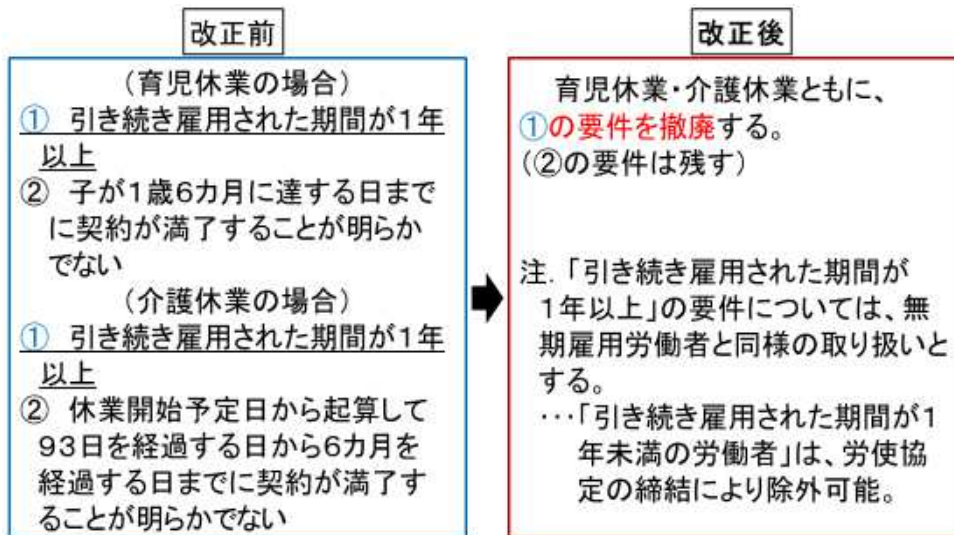 改正前
（育児休業の場合）
① 引き続き雇用された期間が１年
以上
② 子が１歳６カ月に達する日まで
に契約が満了することが明らか
でない
（介護休業の場合）
① 引き続き雇用された期間が１年
以上
② 休業開始予定日から起算して
９３日を経過する日から６カ月を
経過する日までに契約が満了す
ることが明らかでない
改正後
育児休業・介護休業ともに、
①の要件を撤廃する。
（②の要件は残す）
注．「引き続き雇用された期間が
１年以上」の要件については、無
期雇用労働者と同様の取り扱いと
する。
・・・「引き続き雇用された期間が１
年未満の労働者」は、労使協
定の締結により除外可能。